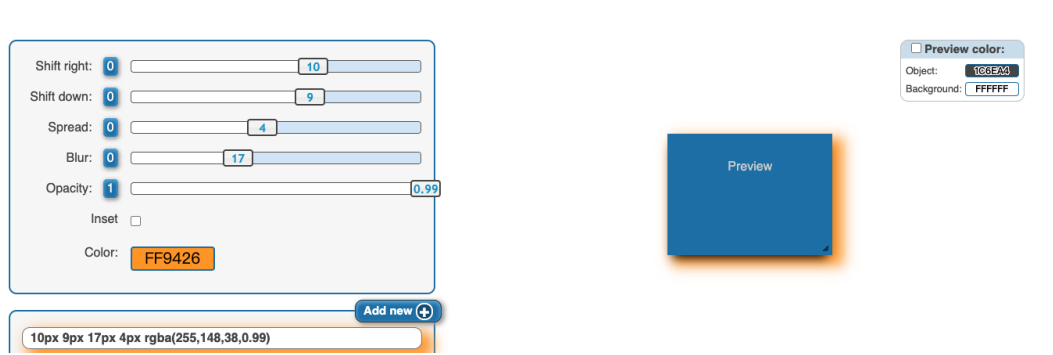 Shift right: 0 10
Shift down: 0 9
Spread: 0 4
Blur: 0 17
Opacity: 1 0.99
Inset
Color: FF9426
Add new
10px 9px 17px 4px rgba(255,148,38,0.99)
Preview
Preview color:
Object: 1C6EA4
Background: FFFFFF